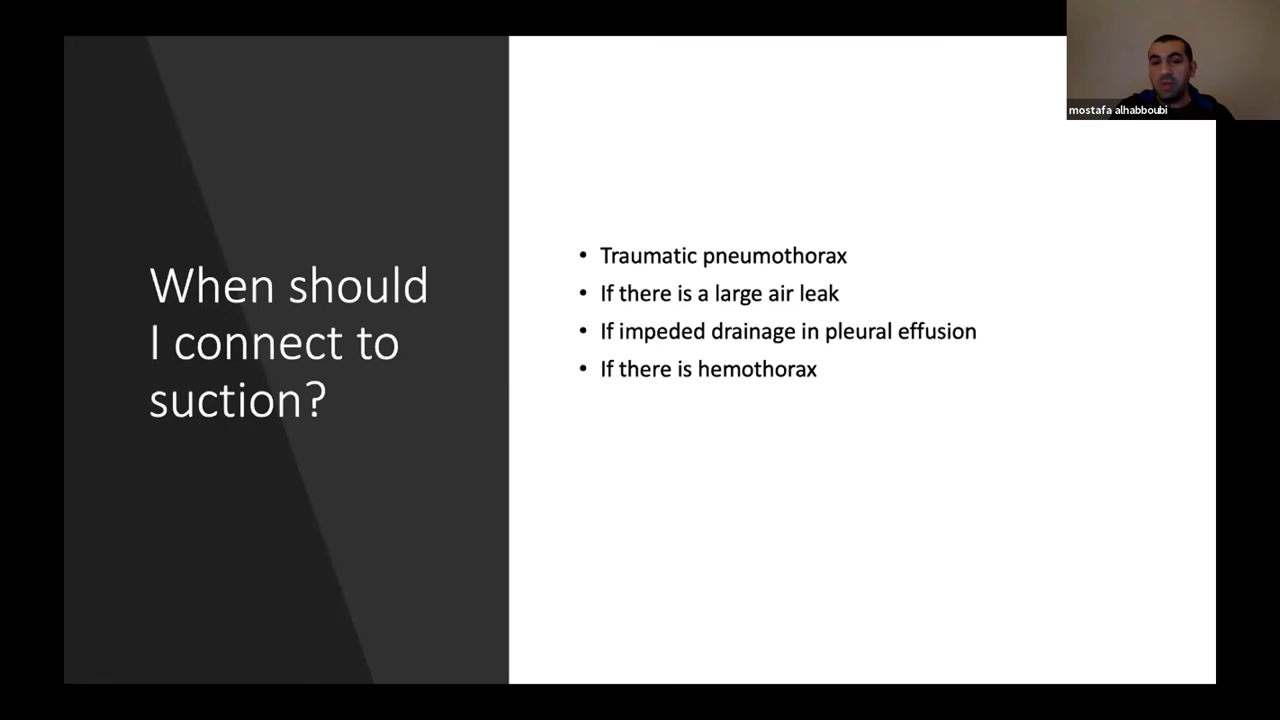 mostafa alhabboubi
When should
I connect to
suction?
• Traumatic pneumothorax
• If there is a large air leak
• If impeded drainage in pleural effusion
• If there is hemothorax